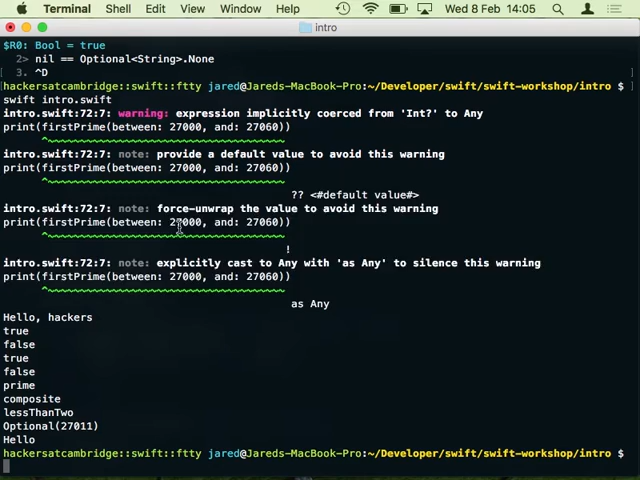 Terminal Shell Edit View Window Help Wed 8 Feb 14:05
intro
$R0: Bool = true
2> nil == Optional<String>.None
[ 3. ^D ]
hackersatcambridge::swift::ftty jared@Jareds-MacBook-Pro:~/Developer/swift/swift-workshop/intro $
swift intro.swift
intro.swift:72:7: warning: expression implicitly coerced from 'Int?' to Any
print(firstPrime(between: 27000, and: 27060))
^~~~~~~~~~~~~~~~~~~~~~~~~~~~~~~~~~~~~~~
intro.swift:72:7: note: provide a default value to avoid this warning
print(firstPrime(between: 27000, and: 27060))
^~~~~~~~~~~~~~~~~~~~~~~~~~~~~~~~~~~~~~~
?? <#default value#>
intro.swift:72:7: note: force-unwrap the value to avoid this warning
print(firstPrime(between: 27000, and: 27060))
^~~~~~~~~~~~~~~~~~~~~~~~~~~~~~~~~~~~~~~
!
intro.swift:72:7: note: explicitly cast to Any with 'as Any' to silence this warning
print(firstPrime(between: 27000, and: 27060))
^~~~~~~~~~~~~~~~~~~~~~~~~~~~~~~~~~~~~~~
as Any
Hello, hackers
true
false
true
false
prime
composite
lessThanTwo
Optional(27011)
Hello
hackersatcambridge::swift::ftty jared@Jareds-MacBook-Pro:~/Developer/swift/swift-workshop/intro $